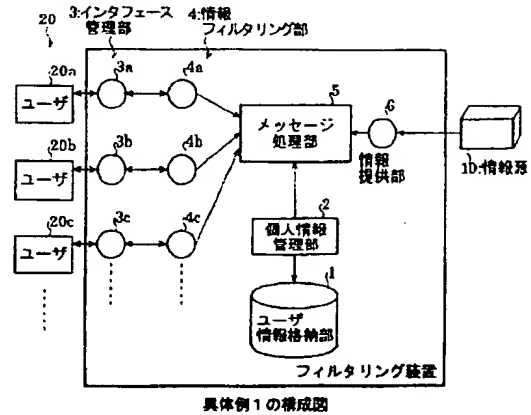 20
3:インタフェース
管理部
4:情報
フィルタリング部
20a
ユーザ
3a
4a
5
メッセージ
処理部
6
情報
提供部
10:情報源
20b
ユーザ
3b
4b
20c
ユーザ
3c
4c
2
個人情報
管理部
1
ユーザ
情報格納部
フィルタリング装置
具体例1の構成図